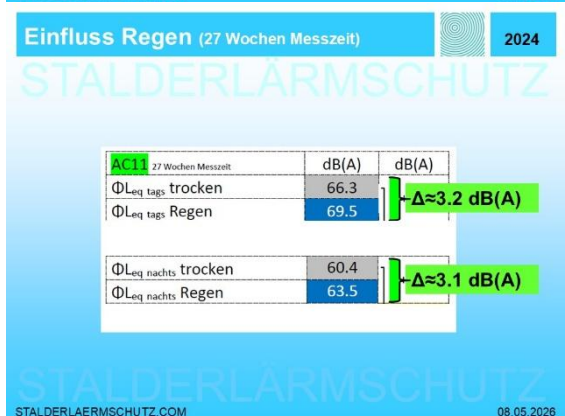 Einfluss Regen (27 Wochen Messzeit)
2024
STALDERLÄRMSCHUTZ
AC11 27 Wochen Messzeit dB(A) dB(A)
ΦLeq tags trocken 66.3
ΦLeq tags Regen 69.5
Δ≈3.2 dB(A)
ΦLeq nachts trocken 60.4
ΦLeq nachts Regen 63.5
Δ≈3.1 dB(A)
STALDERLÄRMSCHUTZ
STALDERLAERMSCHUTZ.COM 08.05.2026